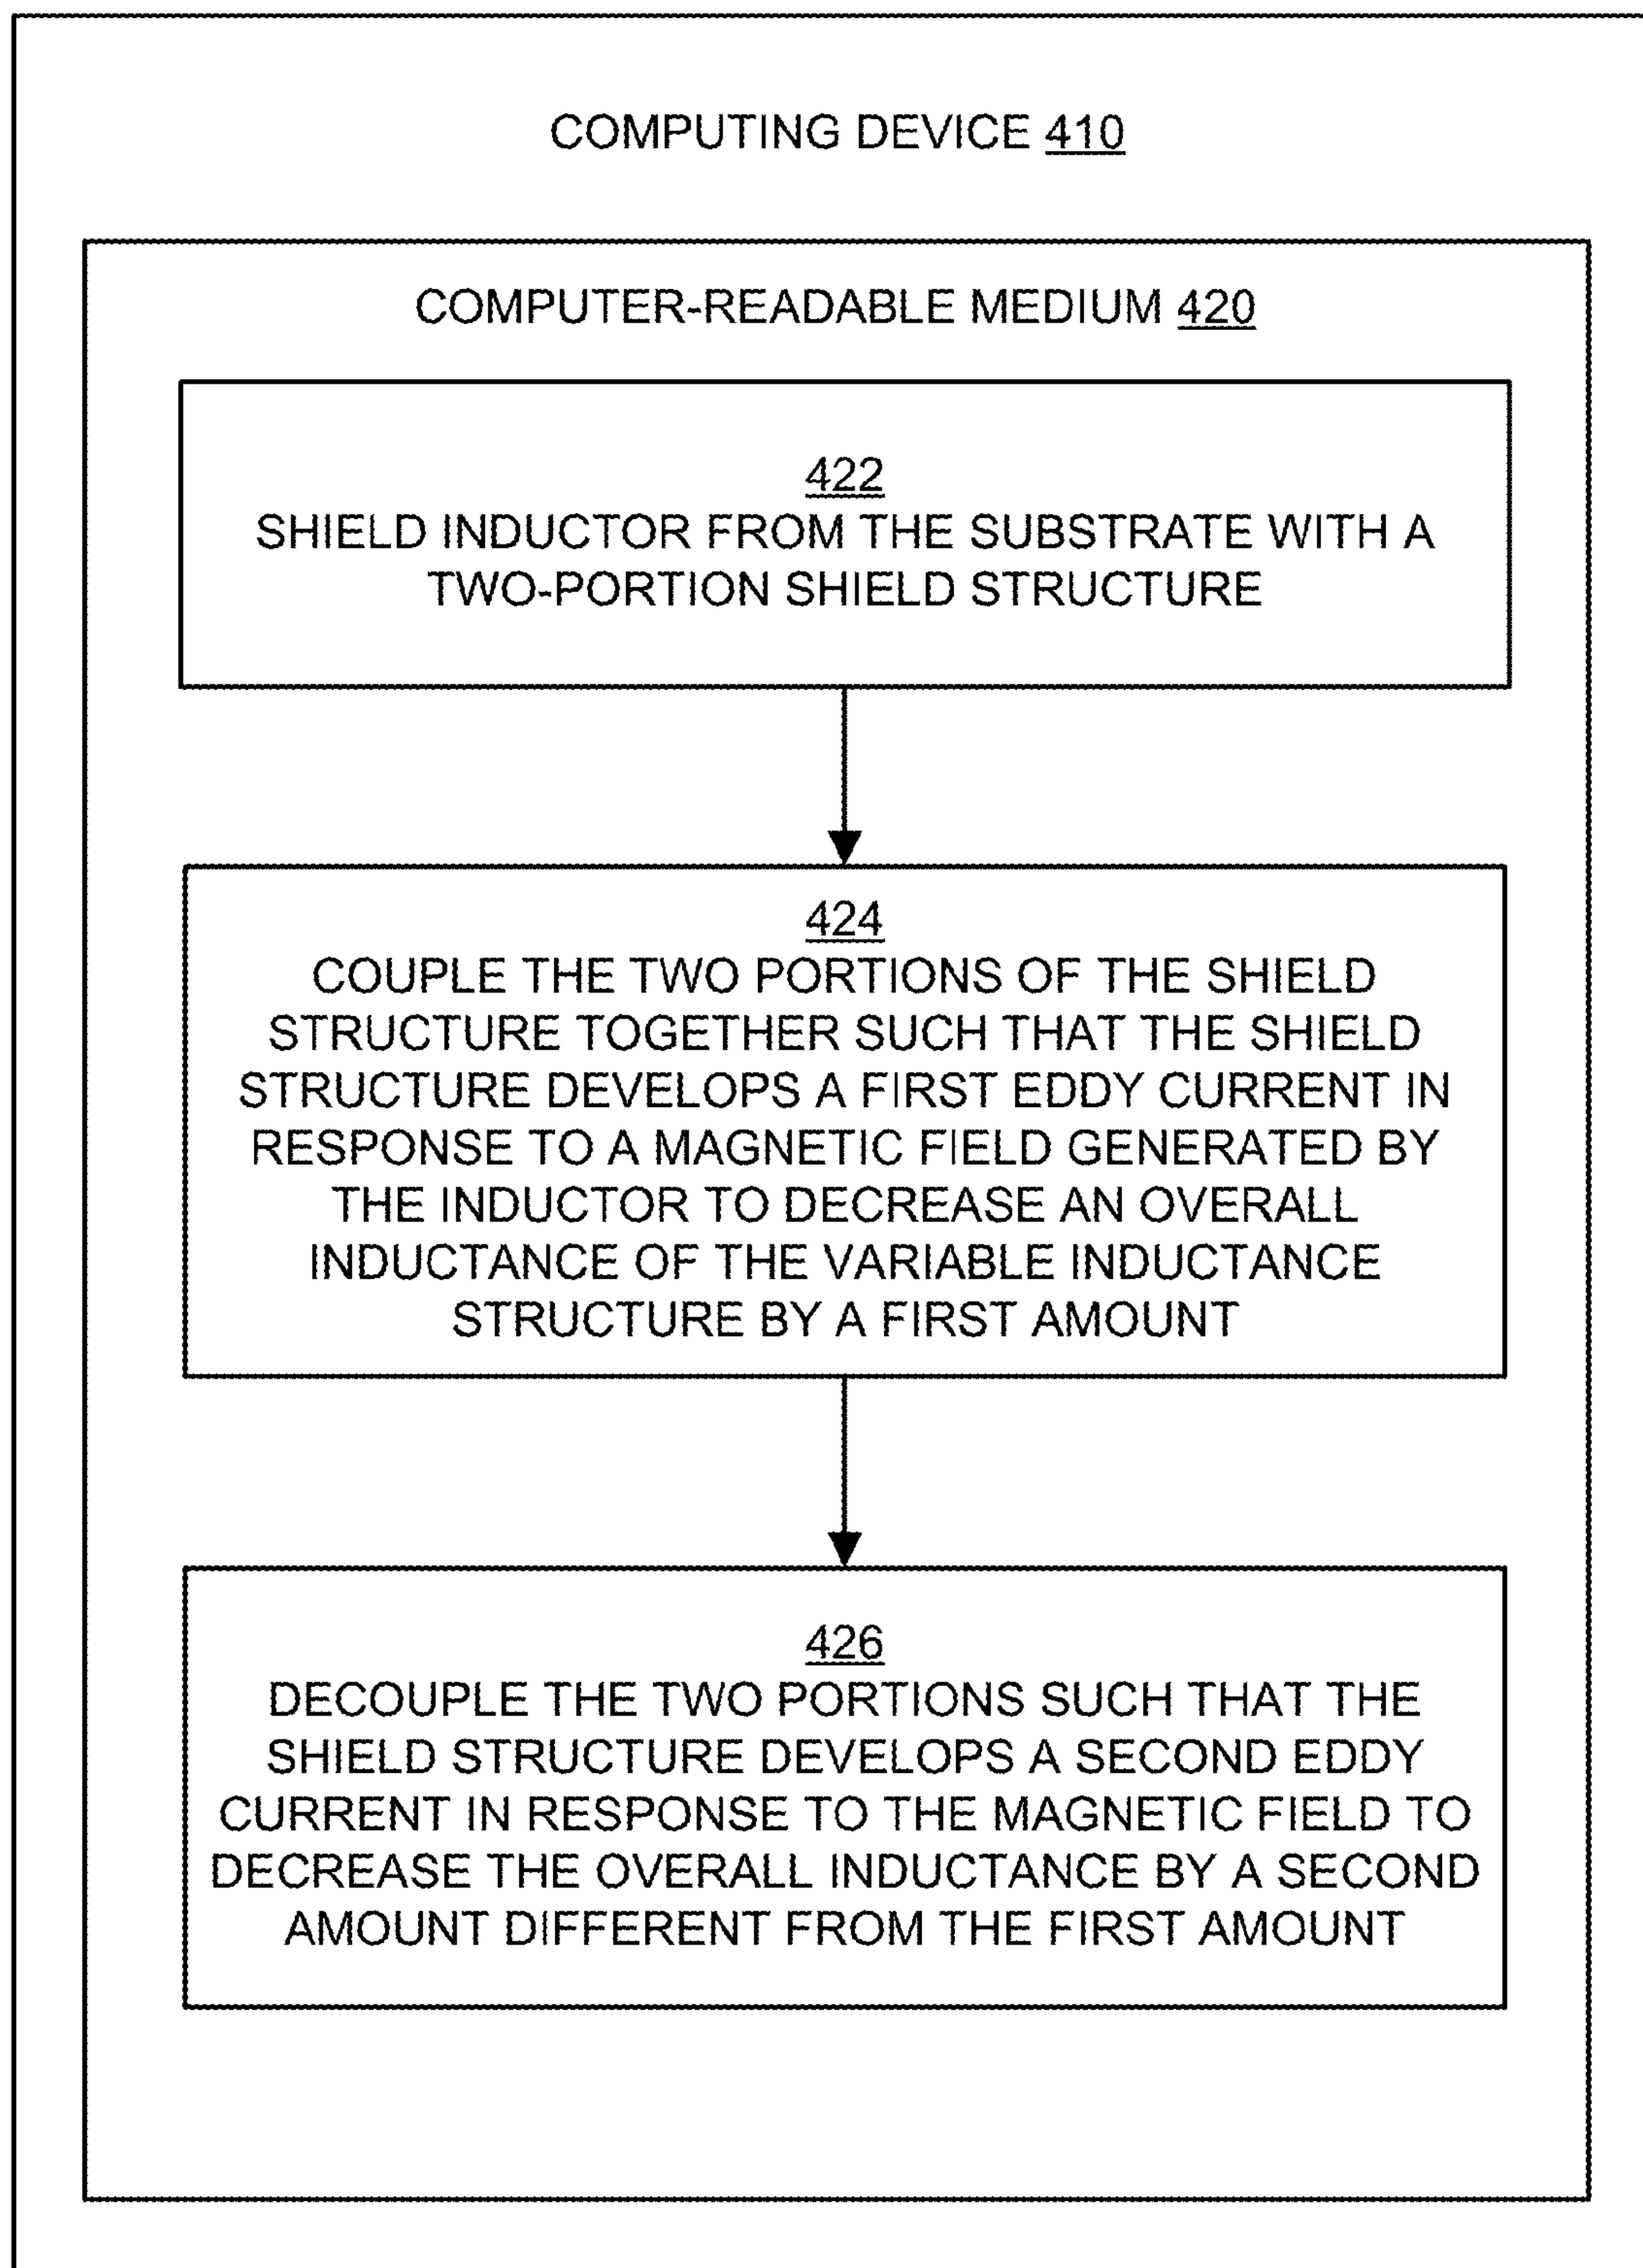 COMPUTING DEVICE 410
COMPUTER-READABLE MEDIUM 420
422
SHIELD INDUCTOR FROM THE SUBSTRATE WITH A
TWO-PORTION SHIELD STRUCTURE
424
COUPLE THE TWO PORTIONS OF THE SHIELD
STRUCTURE TOGETHER SUCH THAT THE SHIELD
STRUCTURE DEVELOPS A FIRST EDDY CURRENT IN
RESPONSE TO A MAGNETIC FIELD GENERATED BY
THE INDUCTOR TO DECREASE AN OVERALL
INDUCTANCE OF THE VARIABLE INDUCTANCE
STRUCTURE BY A FIRST AMOUNT
426
DECOUPLE THE TWO PORTIONS SUCH THAT THE
SHIELD STRUCTURE DEVELOPS A SECOND EDDY
CURRENT IN RESPONSE TO THE MAGNETIC FIELD TO
DECREASE THE OVERALL INDUCTANCE BY A SECOND
AMOUNT DIFFERENT FROM THE FIRST AMOUNT